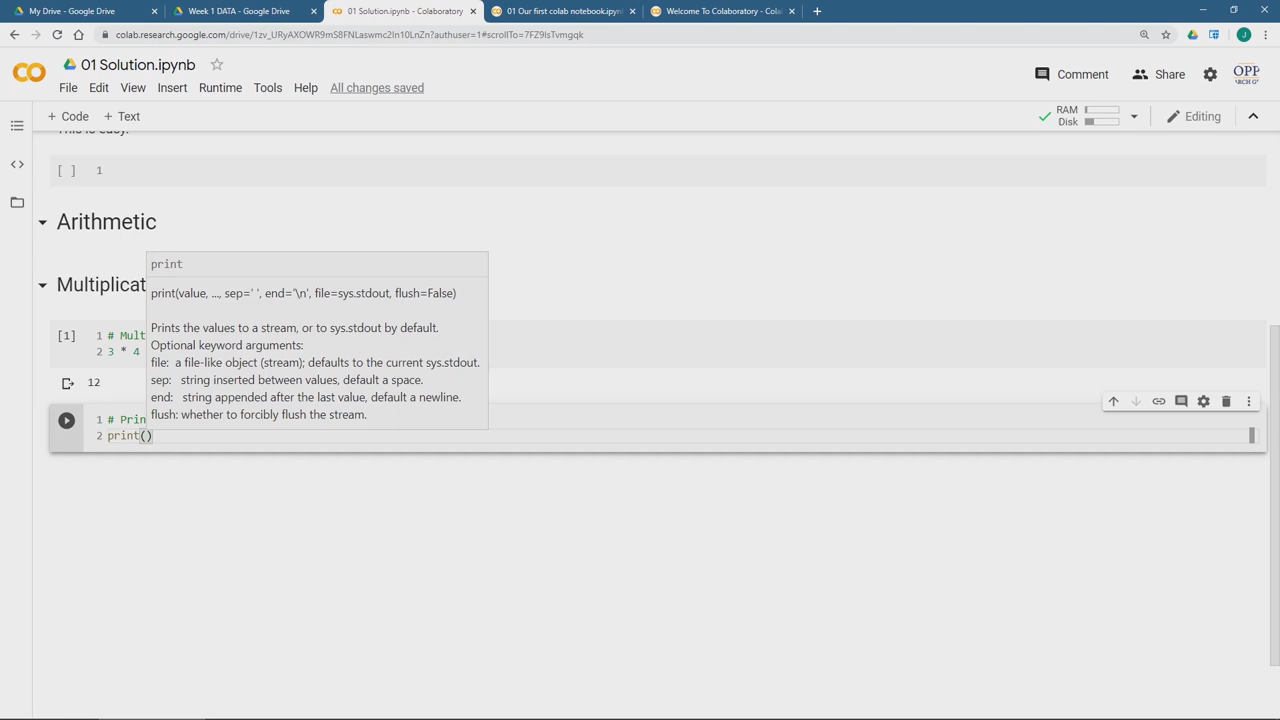 My Drive - Google Drive
Week 1 DATA - Google Drive
01 Solution.ipynb - Colaboratory
01 Our first colab notebook.ipynb
Welcome To Colaboratory - Colab
colab.research.google.com/drive/1zv_URyAXOWR9mS8FNLaswmc2In10LnZn?authuser=1#scrollTo=7FZ9IsTvmgqk
J
01 Solution.ipynb
Comment
Share
OPP
File Edit View Insert Runtime Tools Help All changes saved
+ Code + Text
RAM
Disk
Editing
This is easy.
[ ] 1
Arithmetic
print
Multiplicat
print(value, ..., sep=' ', end='\n', file=sys.stdout, flush=False)
Prints the values to a stream, or to sys.stdout by default.
Optional keyword arguments:
file: a file-like object (stream); defaults to the current sys.stdout.
sep: string inserted between values, default a space.
end: string appended after the last value, default a newline.
flush: whether to forcibly flush the stream.
[1] 1 # Mult
2 3 * 4
12
1 # Prin
2 print()